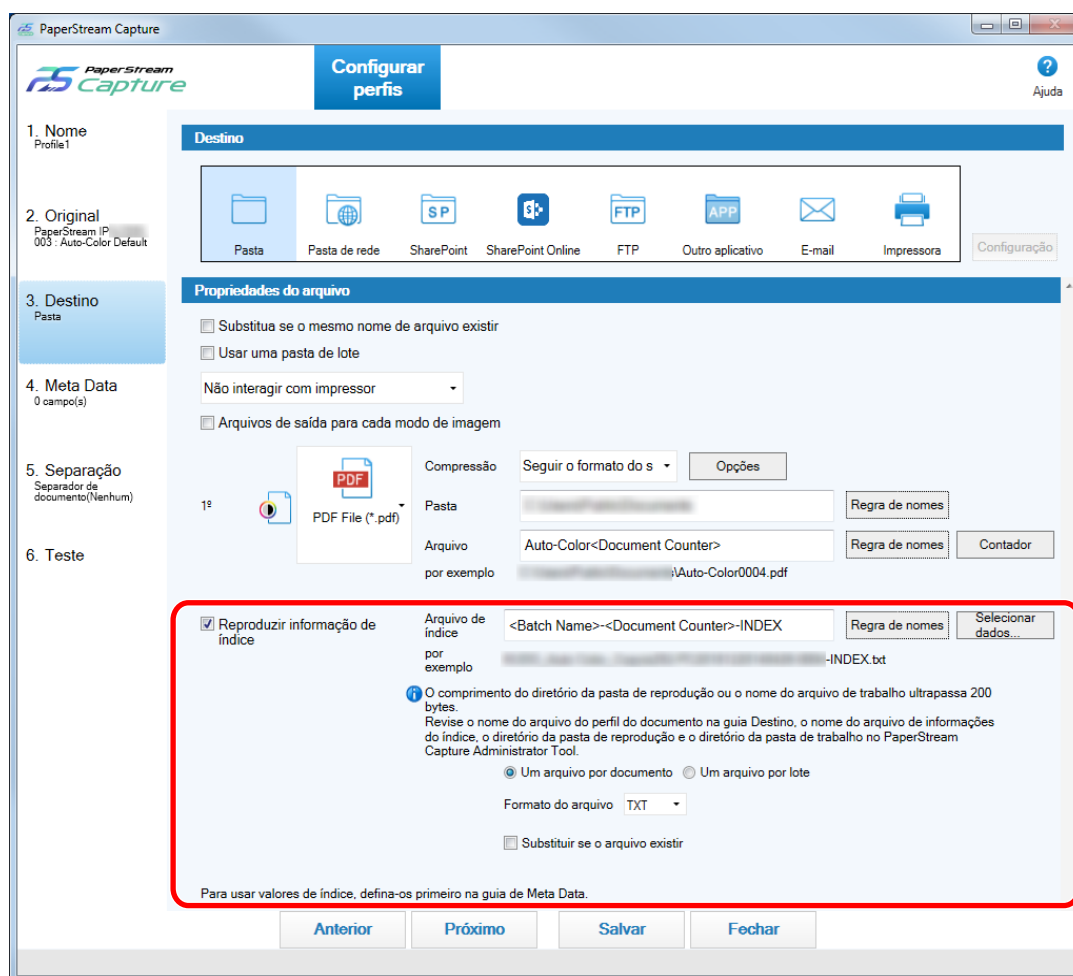 PaperStream Capture
PaperStream
Capture
Configurar
perfis
Ajuda
1. Nome
Profile1
2. Original
PaperStream IP
003 : Auto-Color Default
3. Destino
Pasta
4. Meta Data
0 campo(s)
5. Separação
Separador de
documento(Nenhum)
6. Teste
Destino
SP
S
FTP
APP
Pasta
Pasta de rede
SharePoint
SharePoint Online
FTP
Outro aplicativo
E-mail
Impressora
Configuração
Propriedades do arquivo
Substitua se o mesmo nome de arquivo existir
Usar uma pasta de lote
Não interagir com impressor
Arquivos de saída para cada modo de imagem
1º
PDF
PDF File (*.pdf)
Compressão
Seguir o formato do s
Opções
Pasta
Regra de nomes
Arquivo
Auto-Color<Document Counter>
Regra de nomes
Contador
por exemplo
\Auto-Color0004.pdf
Reproduzir informação de
índice
Arquivo de
índice
<Batch Name>-<Document Counter>-INDEX
Regra de nomes
Selecionar
dados...
por
exemplo
-INDEX.txt
O comprimento do diretório da pasta de reprodução ou o nome do arquivo de trabalho ultrapassa 200
bytes.
Revise o nome do arquivo do perfil do documento na guia Destino, o nome do arquivo de informações
do índice, o diretório da pasta de reprodução e o diretório da pasta de trabalho no PaperStream
Capture Administrator Tool.
Um arquivo por documento
Um arquivo por lote
Formato do arquivo
TXT
Substituir se o arquivo existir
Para usar valores de índice, defina-os primeiro na guia de Meta Data.
Anterior
Próximo
Salvar
Fechar